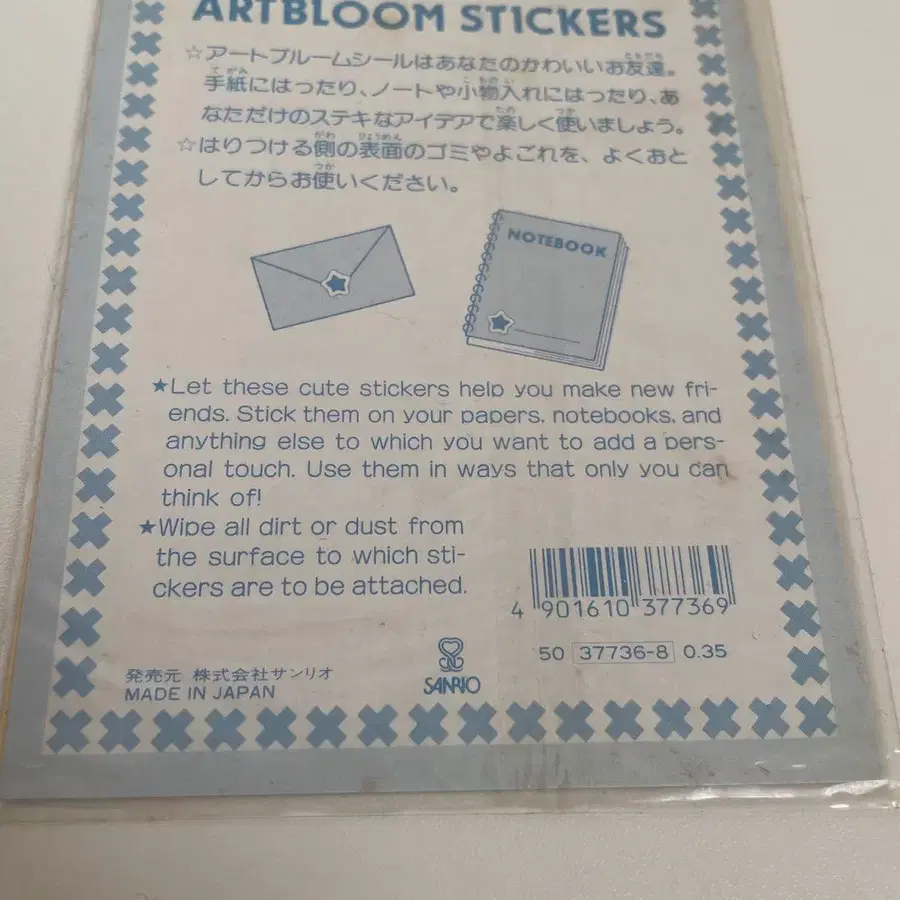 ARTBLOOM STICKERS
☆アートブルームシールはあなたのかわいいお友達。
手紙にはったり、ノートや小物入れにはったり、あ
なただけのステキなアイデアで楽しく使いましょう。
☆はりつける側の表面のゴミやよごれを、よくおと
してからお使いください。
NOTEBOOK
★Let these cute stickers help you make new fri-
ends. Stick them on your papers, notebooks, and
anything else to which you want to add a pers-
onal touch. Use them in ways that only you can
think of!
★Wipe all dirt or dust from
the surface to which sti-
ckers are to be attached.
4 901610 377369
50 37736-8 0.35
発売元 株式会社サンリオ
MADE IN JAPAN
SANRIO